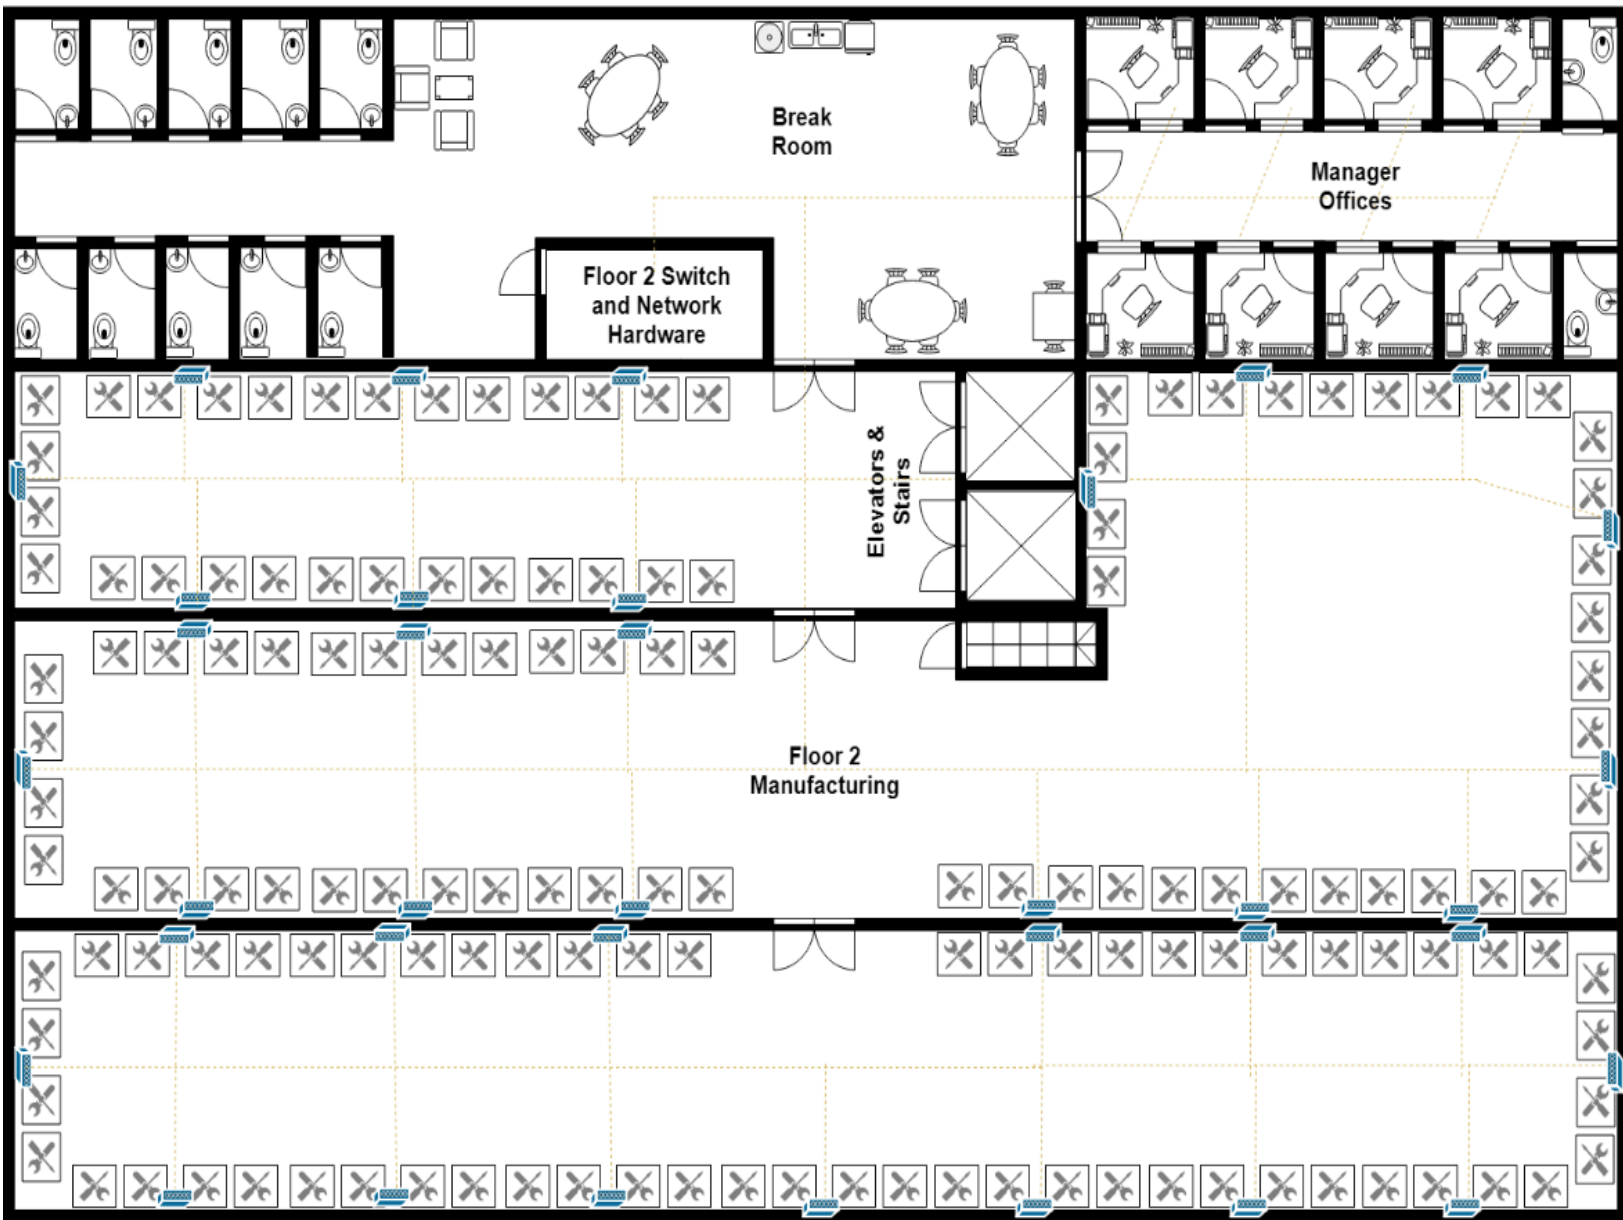 Break
Room
Manager
Offices
Floor 2 Switch
and Network
Hardware
Elevators &
Stairs
Floor 2
Manufacturing